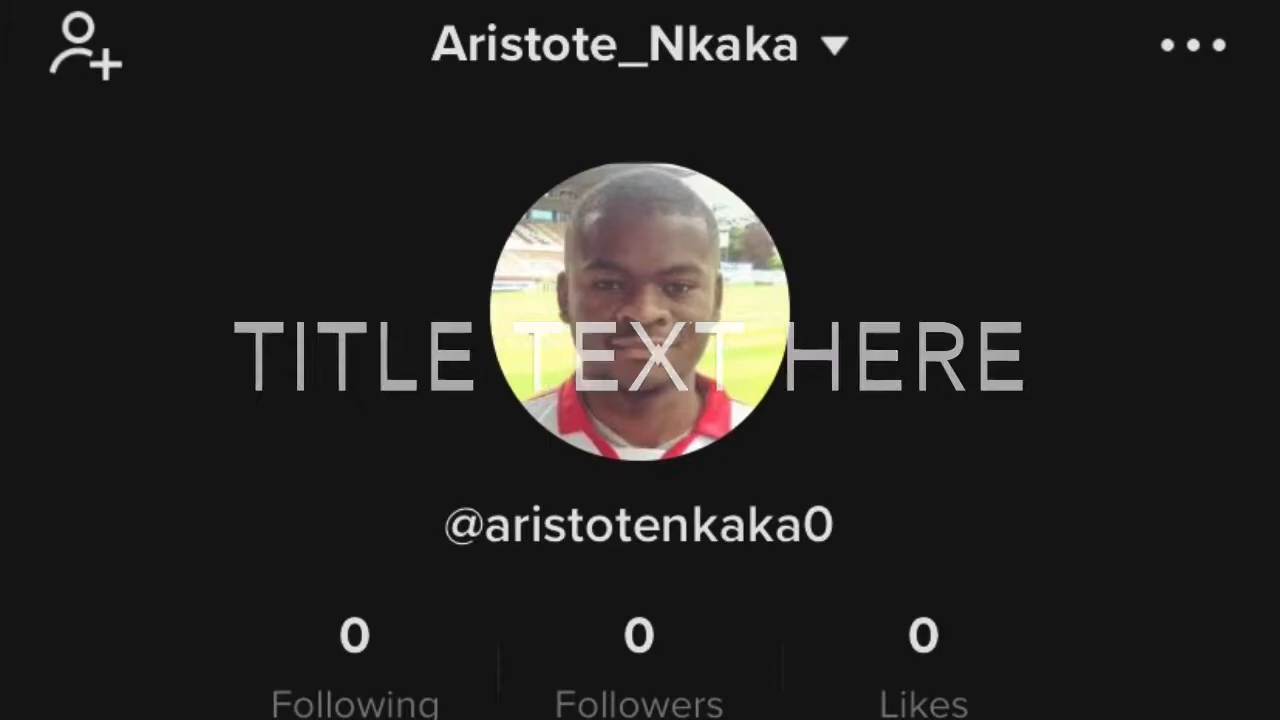 Aristote_Nkaka
TITLE TEXT HERE
@aristotenkaka0
0 0 0
Following Followers Likes